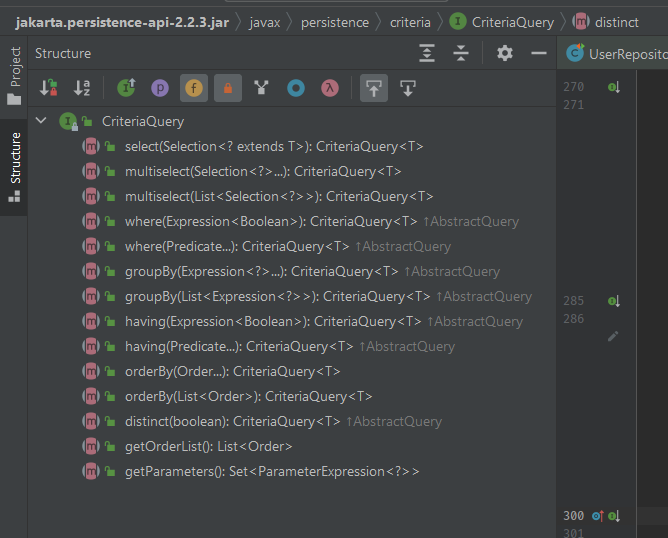 jakarta.persistence-api-2.2.3.jar › javax › persistence › criteria › CriteriaQuery › distinct
Project
Structure
Structure
UserReposito
CriteriaQuery
select(Selection<? extends T>): CriteriaQuery<T>
multiselect(Selection<?>...): CriteriaQuery<T>
multiselect(List<Selection<?>>): CriteriaQuery<T>
where(Expression<Boolean>): CriteriaQuery<T> ↑AbstractQuery
where(Predicate...): CriteriaQuery<T> ↑AbstractQuery
groupBy(Expression<?>...): CriteriaQuery<T> ↑AbstractQuery
groupBy(List<Expression<?>>): CriteriaQuery<T> ↑AbstractQuery
having(Expression<Boolean>): CriteriaQuery<T> ↑AbstractQuery
having(Predicate...): CriteriaQuery<T> ↑AbstractQuery
orderBy(Order...): CriteriaQuery<T>
orderBy(List<Order>): CriteriaQuery<T>
distinct(boolean): CriteriaQuery<T> ↑AbstractQuery
getOrderList(): List<Order>
getParameters(): Set<ParameterExpression<?>>
270
271
285
286
300
301